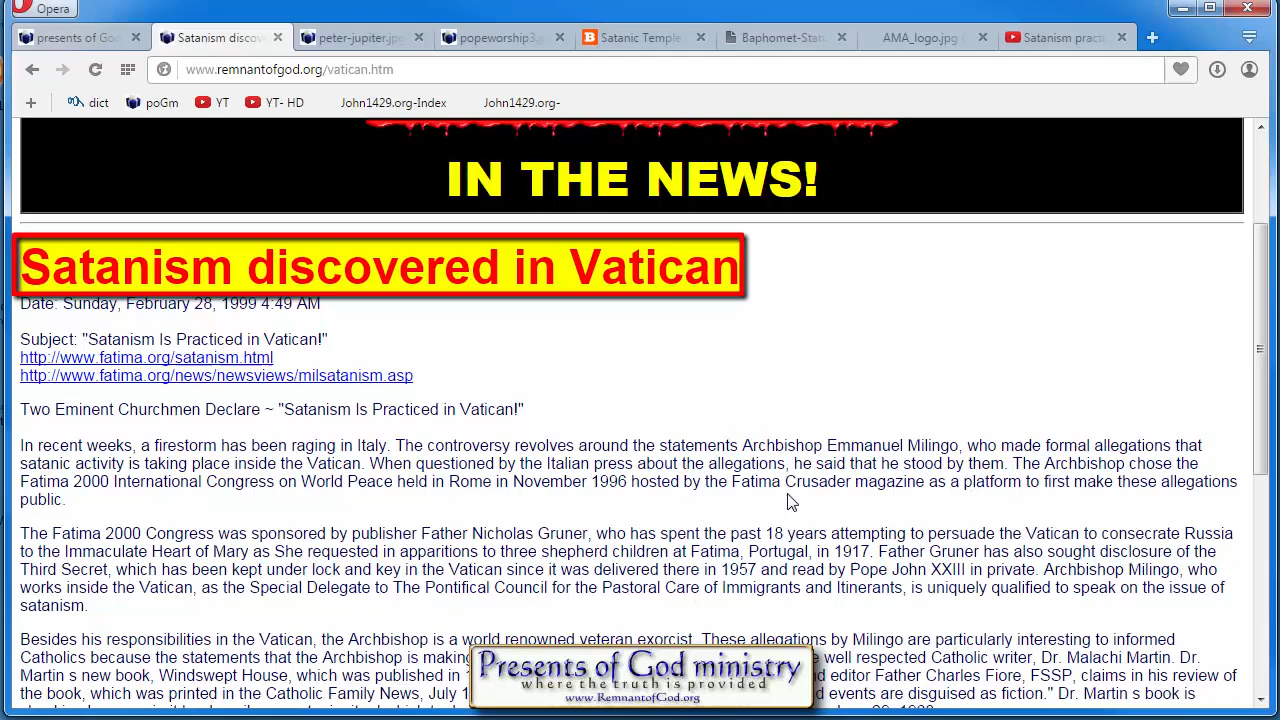 Opera
presents of Go
Satanism discov
peter-jupiter.jpg
popeworship3.
Satanic Temple
Baphomet-Stat
AMA_logo.jpg
Satanism pract
www.remnantofgod.org/vatican.htm
dict
poGm
YT
YT- HD
John1429.org-Index
John1429.org-
IN THE NEWS!
Satanism discovered in Vatican
Date: Sunday, February 28, 1999 4:49 AM
Subject: "Satanism Is Practiced in Vatican!"
http://www.fatima.org/satanism.html
http://www.fatima.org/news/newsviews/milsatanism.asp
Two Eminent Churchmen Declare ~ "Satanism Is Practiced in Vatican!"
In recent weeks, a firestorm has been raging in Italy. The controversy revolves around the statements Archbishop Emmanuel Milingo, who made formal allegations that
satanic activity is taking place inside the Vatican. When questioned by the Italian press about the allegations, he said that he stood by them. The Archbishop chose the
Fatima 2000 International Congress on World Peace held in Rome in November 1996 hosted by the Fatima Crusader magazine as a platform to first make these allegations
public.
The Fatima 2000 Congress was sponsored by publisher Father Nicholas Gruner, who has spent the past 18 years attempting to persuade the Vatican to consecrate Russia
to the Immaculate Heart of Mary as She requested in apparitions to three shepherd children at Fatima, Portugal, in 1917. Father Gruner has also sought disclosure of the
Third Secret, which has been kept under lock and key in the Vatican since it was delivered there in 1957 and read by Pope John XXIII in private. Archbishop Milingo, who
works inside the Vatican, as the Special Delegate to The Pontifical Council for the Pastoral Care of Immigrants and Itinerants, is uniquely qualified to speak on the issue of
satanism.
Besides his responsibilities in the Vatican, the Archbishop is a world renowned veteran exorcist. These allegations by Milingo are particularly interesting to informed
Catholics because the statements that the Archbishop is making well respected Catholic writer, Dr. Malachi Martin. Dr.
Martin s new book, Windswept House, which was published in editor Father Charles Fiore, FSSP, claims in his review of
the book, which was printed in the Catholic Family News, July events are disguised as fiction." Dr. Martin s book is
Presents of God ministry
where the truth is provided
www.RemnantofGod.org